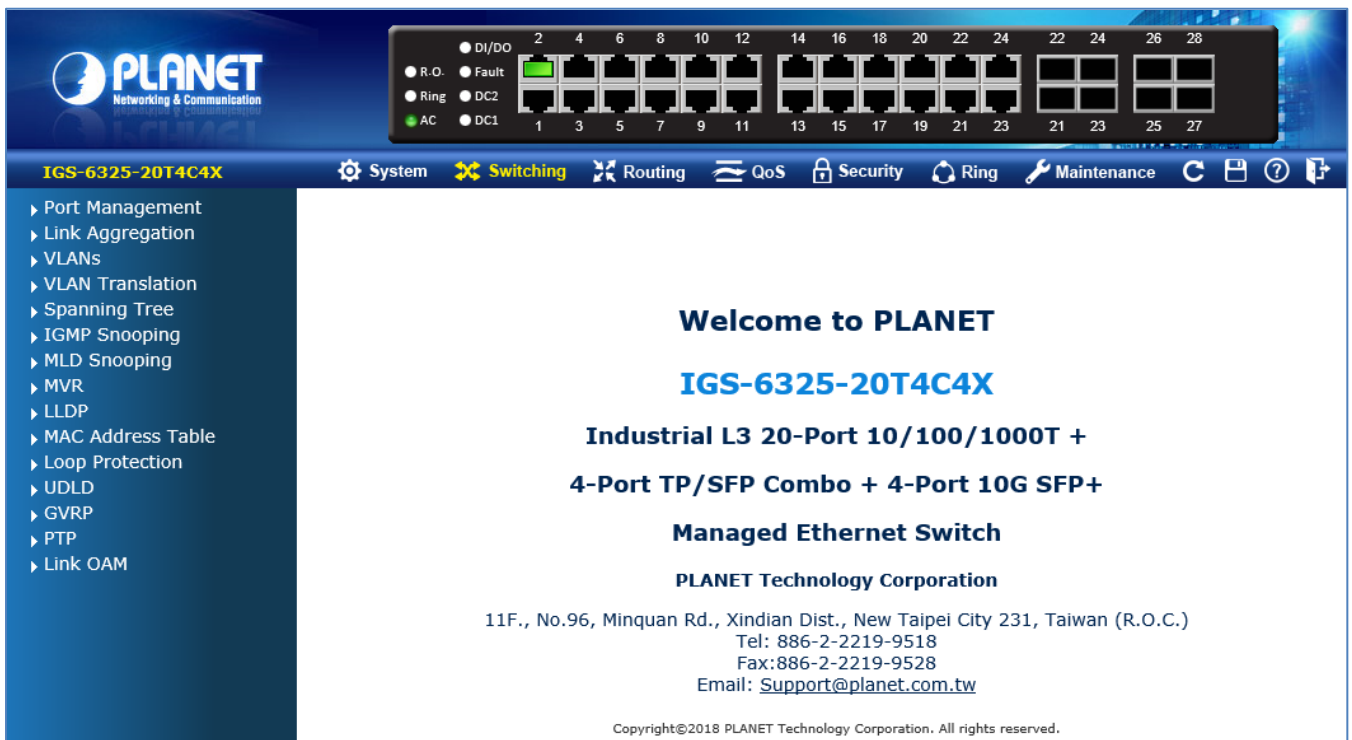 PLANET
Networking & Communication
DI/DO
R.O. Fault
Ring DC2
AC DC1
2 4 6 8 10 12 14 16 18 20 22 24 22 24 26 28
1 3 5 7 9 11 13 15 17 19 21 23 21 23 25 27
IGS-6325-20T4C4X
System Switching Routing QoS Security Ring Maintenance
Port Management
Link Aggregation
VLANs
VLAN Translation
Spanning Tree
IGMP Snooping
MLD Snooping
MVR
LLDP
MAC Address Table
Loop Protection
UDLD
GVRP
PTP
Link OAM
Welcome to PLANET
IGS-6325-20T4C4X
Industrial L3 20-Port 10/100/1000T +
4-Port TP/SFP Combo + 4-Port 10G SFP+
Managed Ethernet Switch
PLANET Technology Corporation
11F., No.96, Minquan Rd., Xindian Dist., New Taipei City 231, Taiwan (R.O.C.)
Tel: 886-2-2219-9518
Fax:886-2-2219-9528
Email: Support@planet.com.tw
Copyright©2018 PLANET Technology Corporation. All rights reserved.